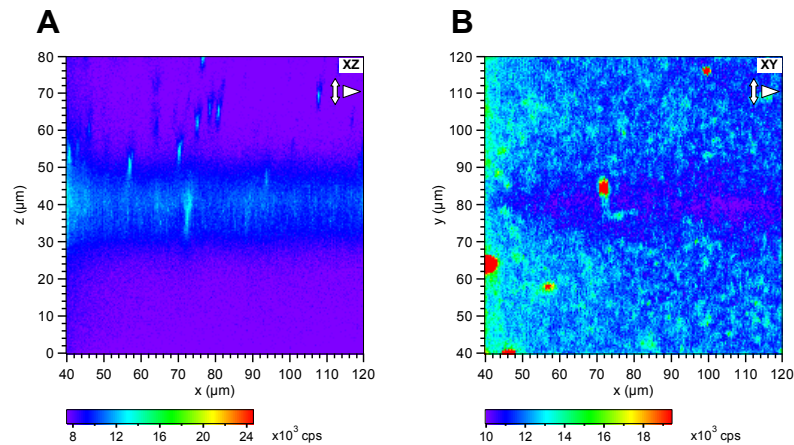 A
B
XZ
XY
80
70
60
50
40
30
20
10
0
z (µm)
40 50 60 70 80 90 100 110 120
x (µm)
8 12 16 20 24 x10³ cps
120
110
100
90
80
70
60
50
40
y (µm)
40 50 60 70 80 90 100 110 120
x (µm)
10 12 14 16 18 x10³ cps